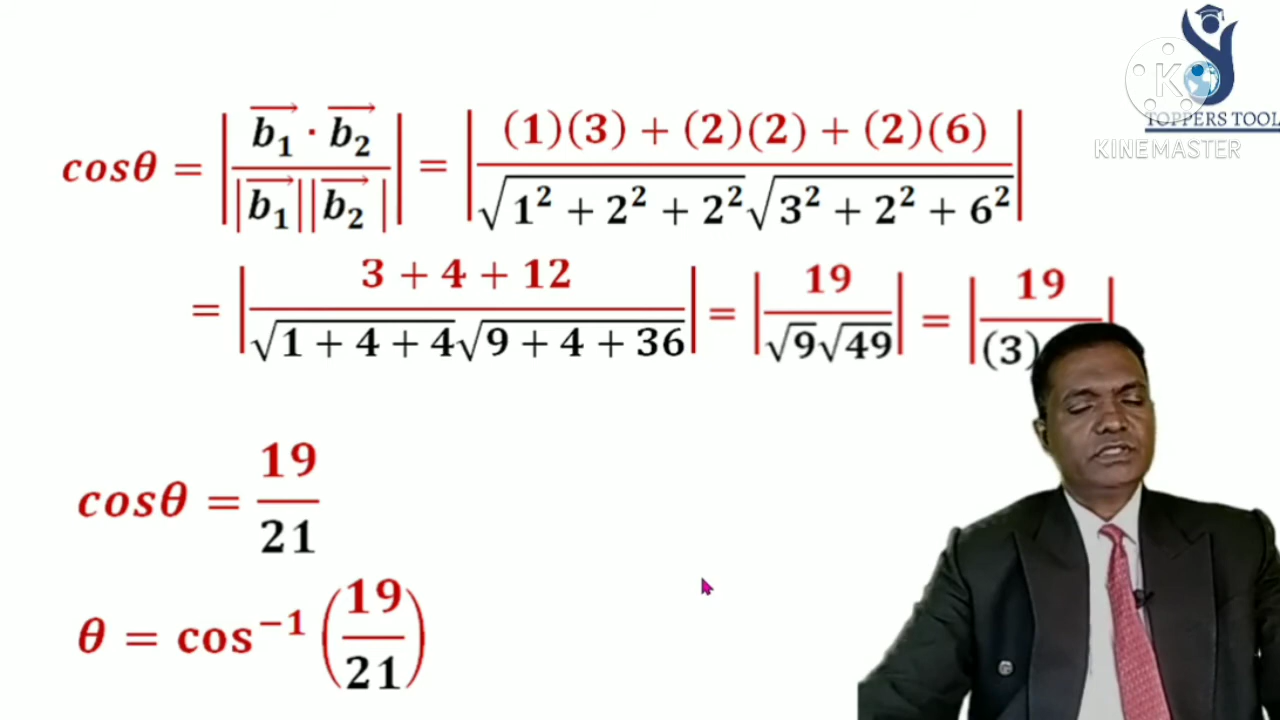 TOPPERS TOOL
KINEMASTER
cosθ = | b₁⃗ · b₂⃗ / |b₁⃗||b₂⃗| | = | (1)(3) + (2)(2) + (2)(6) / √(1² + 2² + 2²)√(3² + 2² + 6²) |
= | 3 + 4 + 12 / √(1 + 4 + 4)√(9 + 4 + 36) | = | 19 / √9√49 | = | 19 / (3) |
cosθ = 19 / 21
θ = cos⁻¹ (19 / 21)